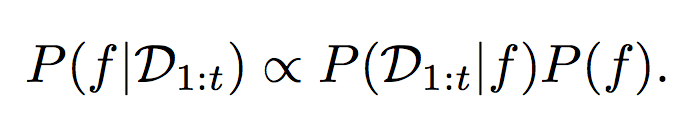 P(f|𝒟₁:ₜ) ∝ P(𝒟₁:ₜ|f)P(f).